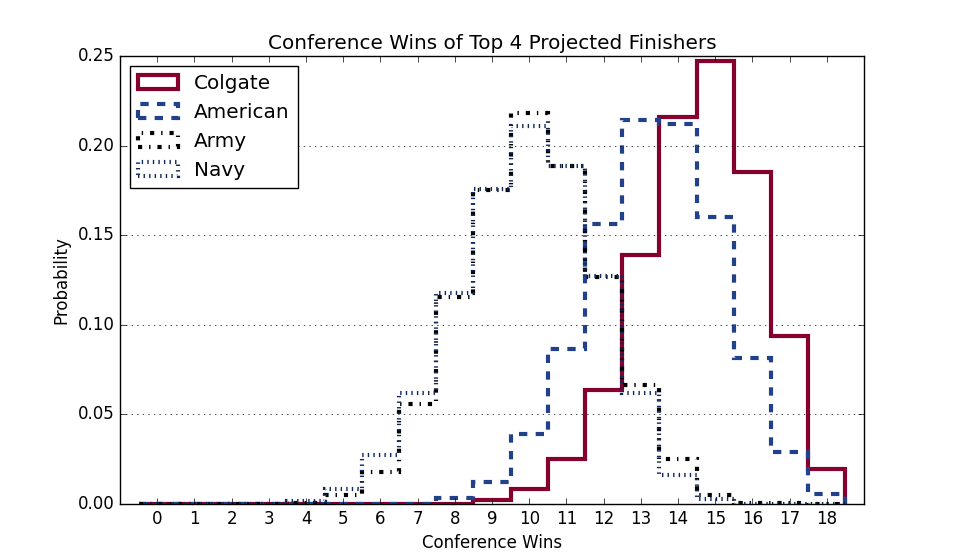 Conference Wins of Top 4 Projected Finishers
Colgate
American
Army
Navy
0.25
0.20
0.15
0.10
0.05
0.00
Probability
0 1 2 3 4 5 6 7 8 9 10 11 12 13 14 15 16 17 18
Conference Wins